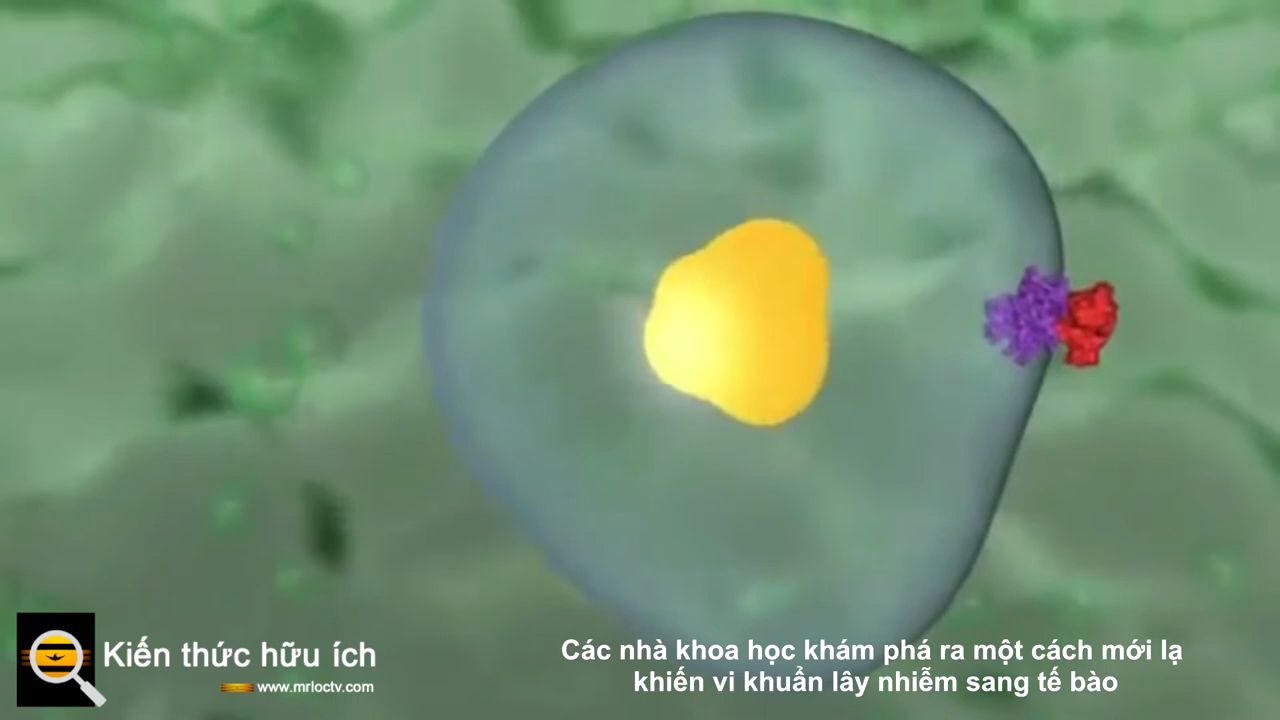 Kiến thức hữu ích
www.mrloctv.com
Các nhà khoa học khám phá ra một cách mới lạ
khiến vi khuẩn lây nhiễm sang tế bào